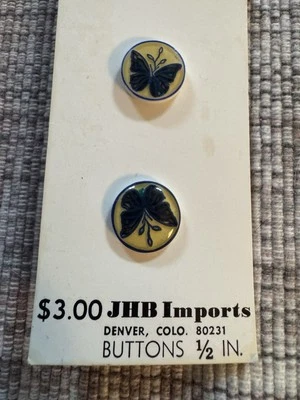 $3.00 JHB Imports
DENVER, COLO. 80231
BUTTONS ½ IN.